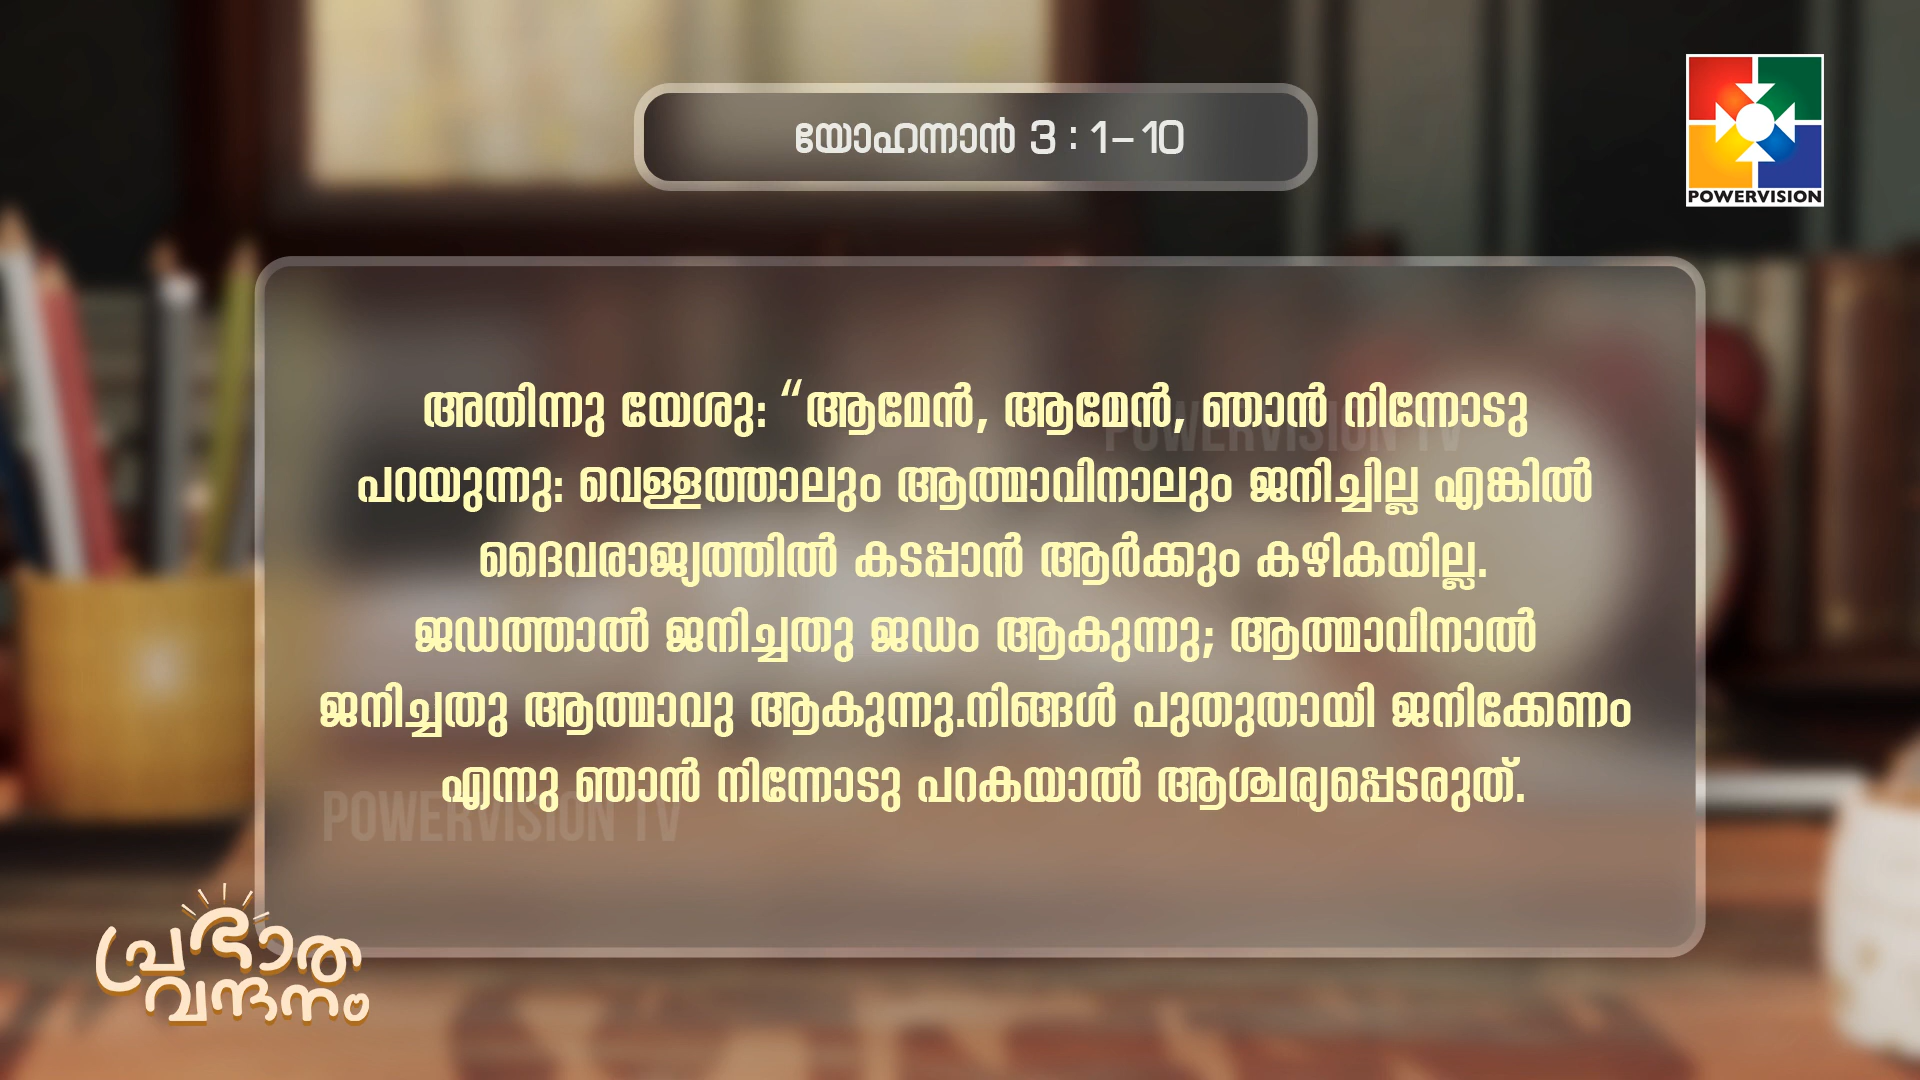 യോഹന്നാൻ 3 : 1-10
POWERVISION
അതിന്നു യേശു: “ആമേൻ, ആമേൻ, ഞാൻ നിന്നോടു
POWERVISION TV
പറയുന്നു: വെള്ളത്താലും ആത്മാവിനാലും ജനിച്ചില്ല എങ്കിൽ
ദൈവരാജ്യത്തിൽ കടപ്പാൻ ആർക്കും കഴികയില്ല.
ജഡത്താൽ ജനിച്ചതു ജഡം ആകുന്നു; ആത്മാവിനാൽ
ജനിച്ചതു ആത്മാവു ആകുന്നു.നിങ്ങൾ പുതുതായി ജനിക്കേണം
എന്നു ഞാൻ നിന്നോടു പറകയാൽ ആശ്ചര്യപ്പെടരുത്.
POWERVISION TV
പ്രഭാത
വന്ദനം